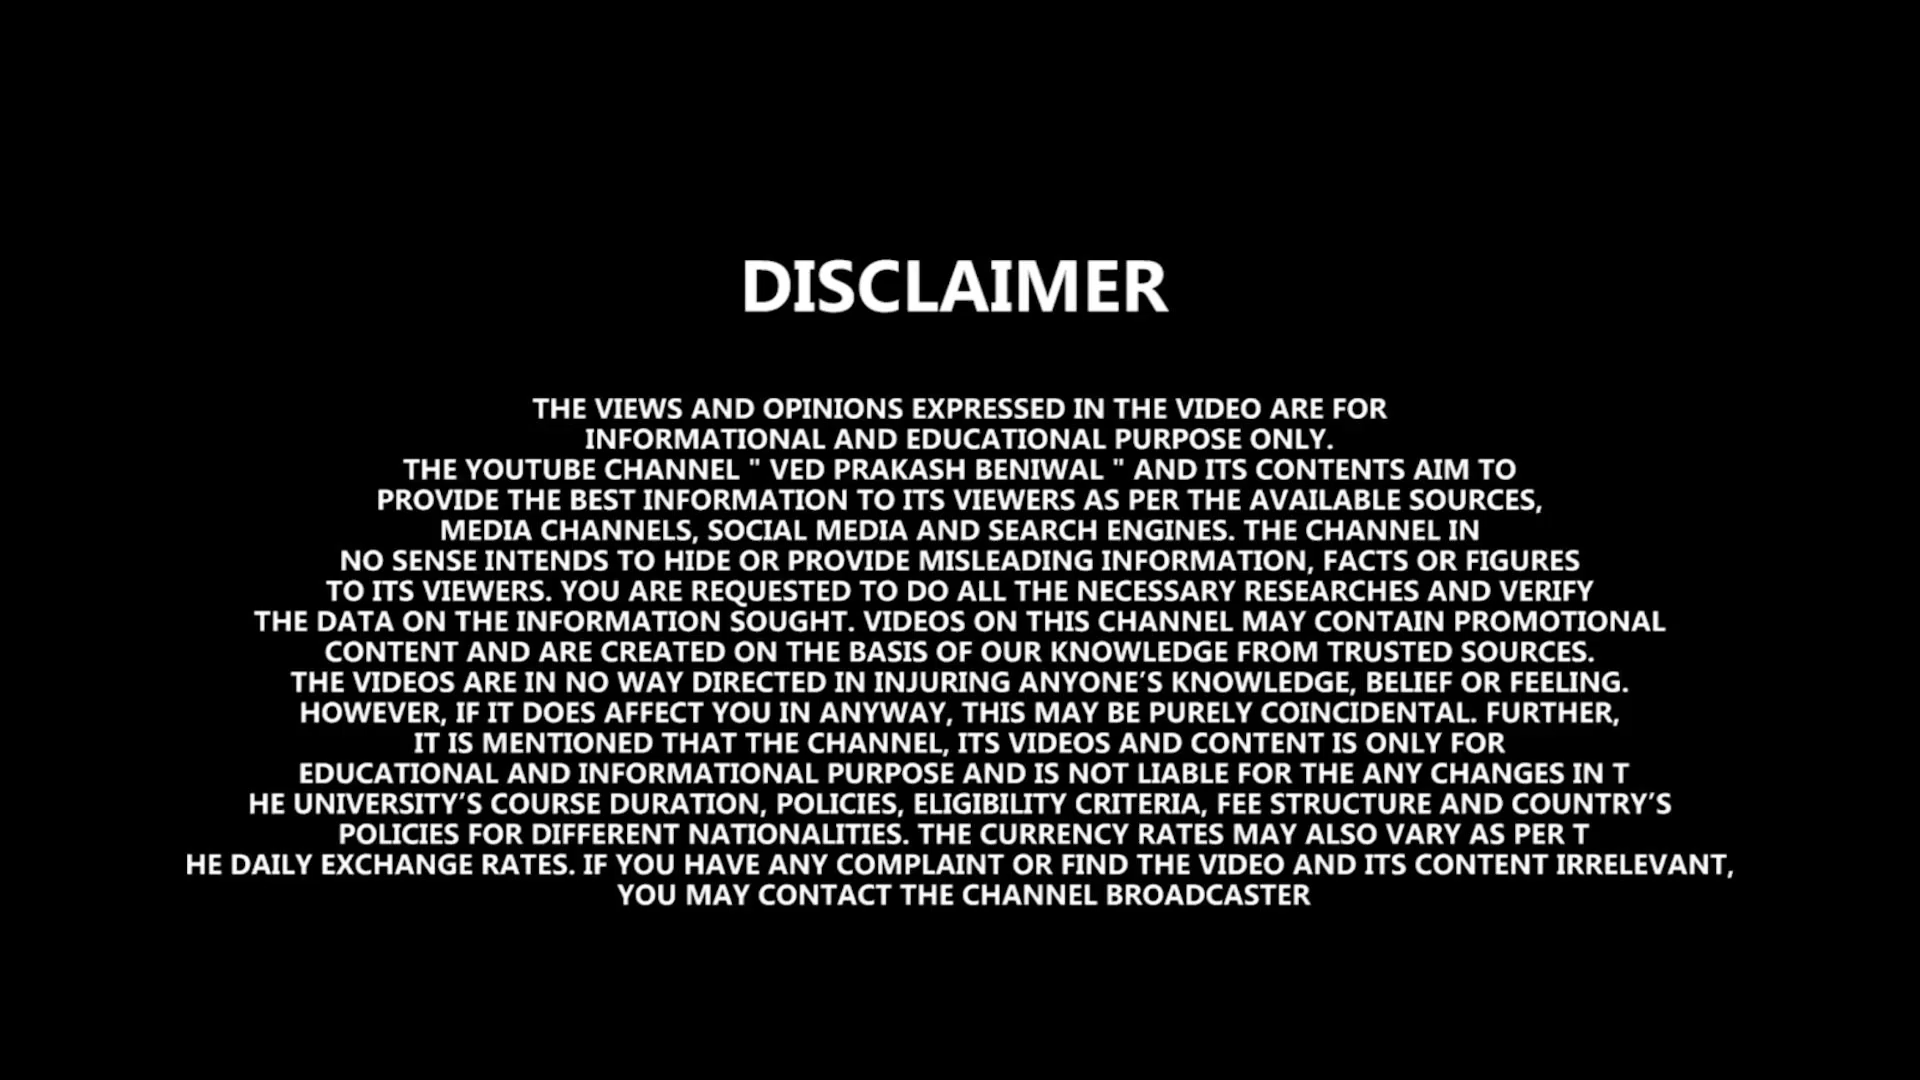 DISCLAIMER
THE VIEWS AND OPINIONS EXPRESSED IN THE VIDEO ARE FOR
INFORMATIONAL AND EDUCATIONAL PURPOSE ONLY.
THE YOUTUBE CHANNEL " VED PRAKASH BENIWAL " AND ITS CONTENTS AIM TO
PROVIDE THE BEST INFORMATION TO ITS VIEWERS AS PER THE AVAILABLE SOURCES,
MEDIA CHANNELS, SOCIAL MEDIA AND SEARCH ENGINES. THE CHANNEL IN
NO SENSE INTENDS TO HIDE OR PROVIDE MISLEADING INFORMATION, FACTS OR FIGURES
TO ITS VIEWERS. YOU ARE REQUESTED TO DO ALL THE NECESSARY RESEARCHES AND VERIFY
THE DATA ON THE INFORMATION SOUGHT. VIDEOS ON THIS CHANNEL MAY CONTAIN PROMOTIONAL
CONTENT AND ARE CREATED ON THE BASIS OF OUR KNOWLEDGE FROM TRUSTED SOURCES.
THE VIDEOS ARE IN NO WAY DIRECTED IN INJURING ANYONE’S KNOWLEDGE, BELIEF OR FEELING.
HOWEVER, IF IT DOES AFFECT YOU IN ANYWAY, THIS MAY BE PURELY COINCIDENTAL. FURTHER,
IT IS MENTIONED THAT THE CHANNEL, ITS VIDEOS AND CONTENT IS ONLY FOR
EDUCATIONAL AND INFORMATIONAL PURPOSE AND IS NOT LIABLE FOR THE ANY CHANGES IN T
HE UNIVERSITY’S COURSE DURATION, POLICIES, ELIGIBILITY CRITERIA, FEE STRUCTURE AND COUNTRY’S
POLICIES FOR DIFFERENT NATIONALITIES. THE CURRENCY RATES MAY ALSO VARY AS PER T
HE DAILY EXCHANGE RATES. IF YOU HAVE ANY COMPLAINT OR FIND THE VIDEO AND ITS CONTENT IRRELEVANT,
YOU MAY CONTACT THE CHANNEL BROADCASTER